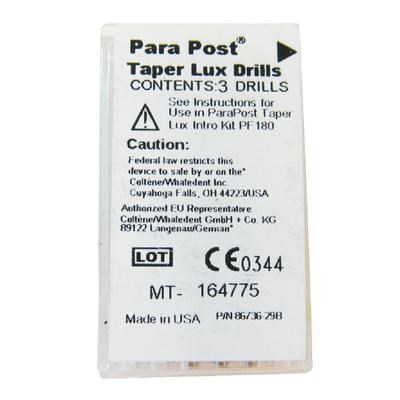 Para Post®
Taper Lux Drills
CONTENTS:3 DRILLS
See Instructions for
Use in ParaPost Taper
Lux Intro Kit PF180
Caution:
Federal law restricts this
device to sale by or on the
Coltène/Whaledent Inc.
Cuyahoga Falls, OH 44223/USA
Authorized EU Representative
Coltène/Whaledent GmbH + Co. KG
89122 Langenau/German*
LOT CE0344
MT- 164775
Made in USA P/N 86736-29B